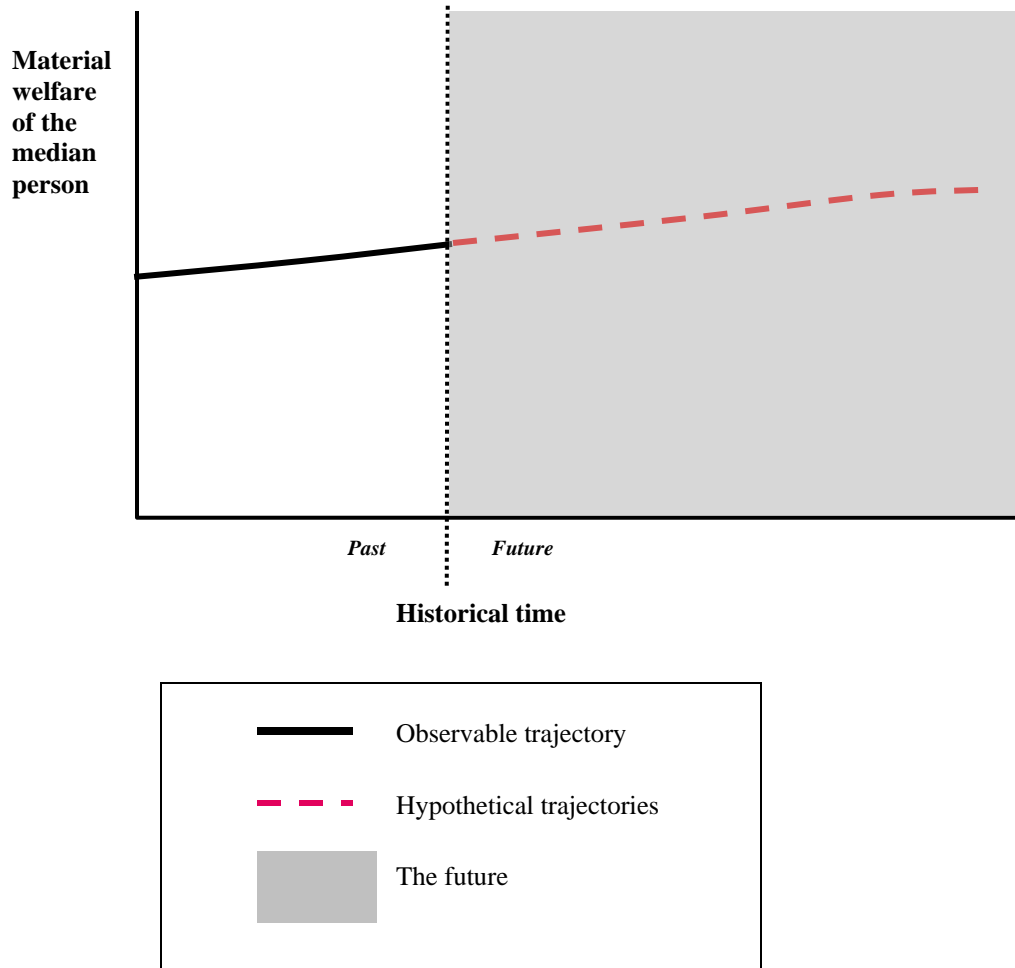 Material
welfare
of the
median
person
Past
Future
Historical time
Observable trajectory
Hypothetical trajectories
The future